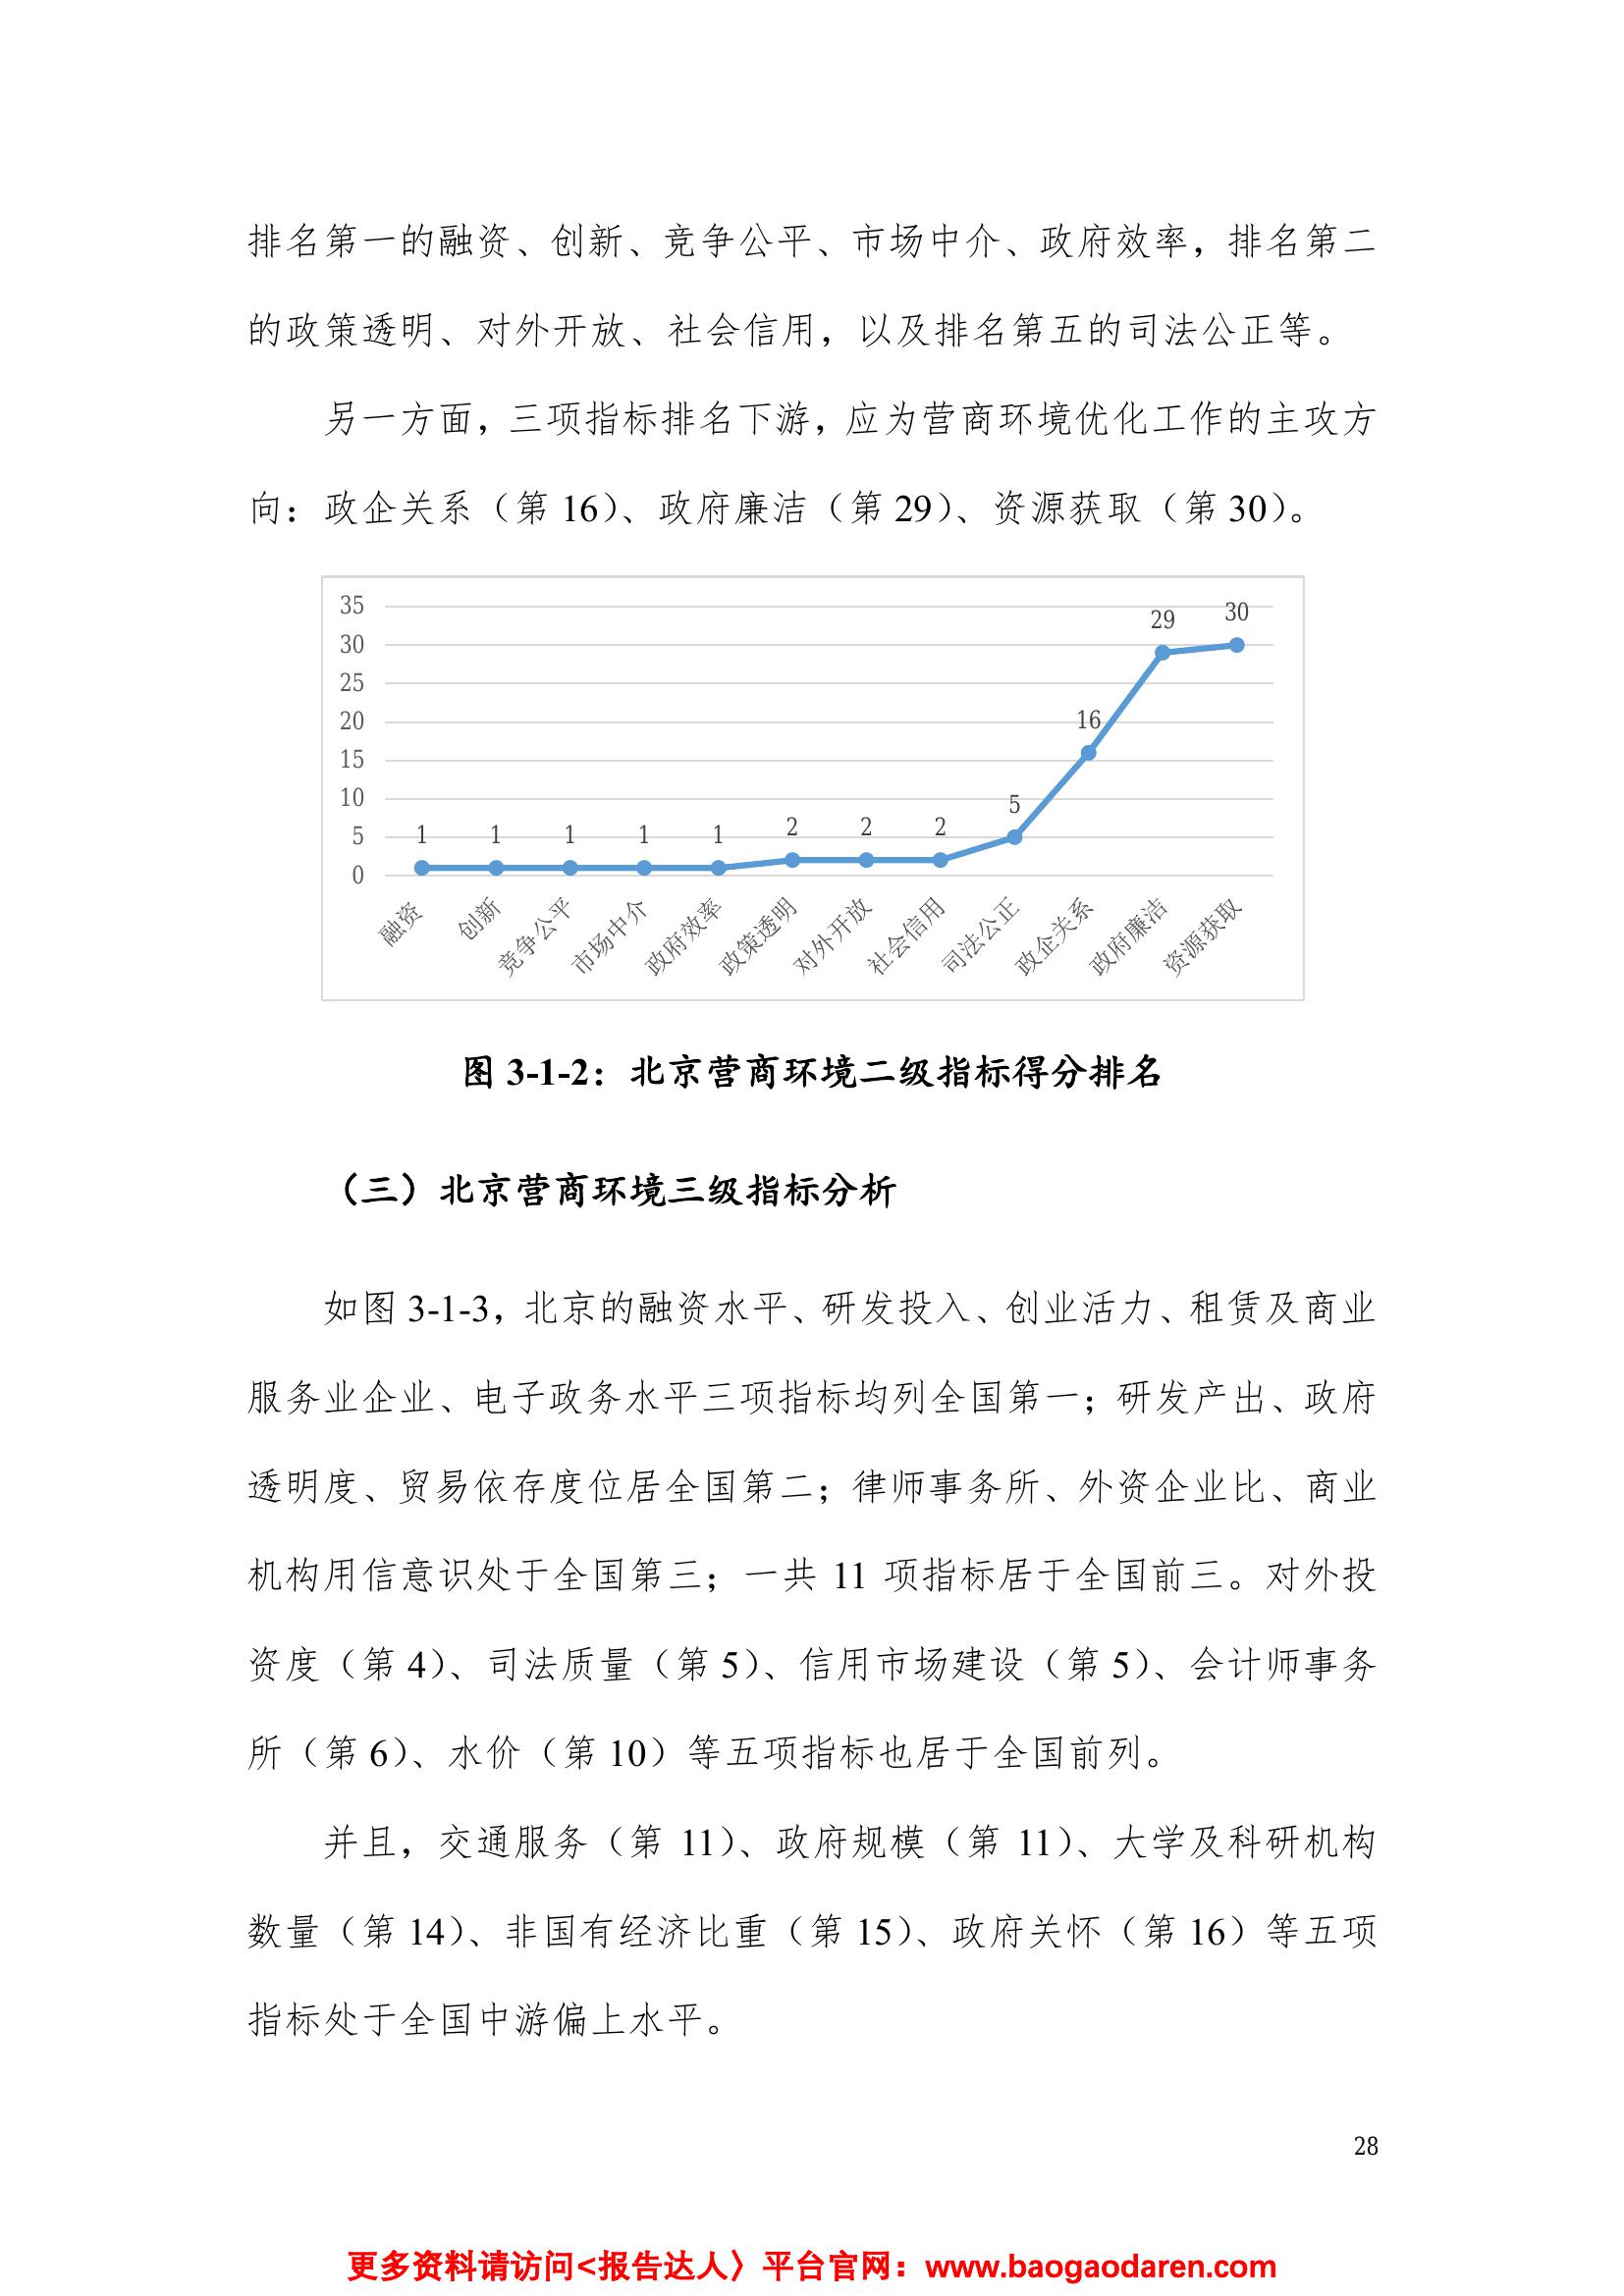 排名第一的融资、创新、竞争公平、市场中介、政府效率，排名第二
的政策透明、对外开放、社会信用，以及排名第五的司法公正等。
另一方面，三项指标排名下游，应为营商环境优化工作的主攻方
向：政企关系（第 16）、政府廉洁（第 29）、资源获取（第 30）。
35
30
25
20
15
10
5
0
1 1 1 1 1 2 2 2 5 16 29 30
融资 创新 竞争公平 市场中介 政府效率 政策透明 对外开放 社会信用 司法公正 政企关系 政府廉洁 资源获取
图 3-1-2：北京营商环境二级指标得分排名
（三）北京营商环境三级指标分析
如图 3-1-3，北京的融资水平、研发投入、创业活力、租赁及商业
服务业企业、电子政务水平三项指标均列全国第一；研发产出、政府
透明度、贸易依存度位居全国第二；律师事务所、外资企业比、商业
机构用信意识处于全国第三；一共 11 项指标居于全国前三。对外投
资度（第 4）、司法质量（第 5）、信用市场建设（第 5）、会计师事务
所（第 6）、水价（第 10）等五项指标也居于全国前列。
并且，交通服务（第 11）、政府规模（第 11）、大学及科研机构
数量（第 14）、非国有经济比重（第 15）、政府关怀（第 16）等五项
指标处于全国中游偏上水平。
28
更多资料请访问<报告达人〉平台官网：www.baogaodaren.com